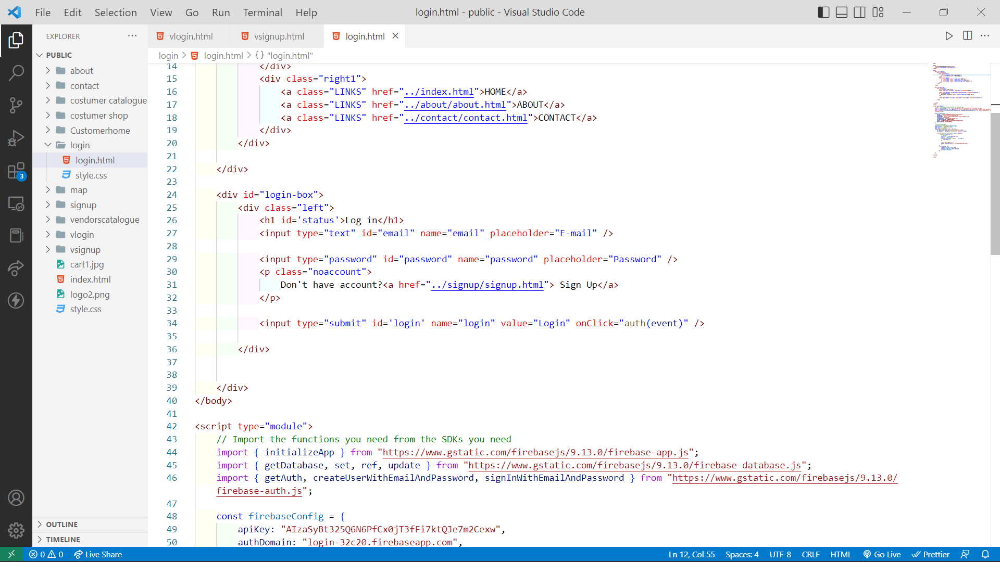 File Edit Selection View Go Run Terminal Help login.html - public - Visual Studio Code
EXPLORER
vlogin.html
vsignup.html
login.html
PUBLIC
about
contact
costumer catalogue
costumer shop
Customerhome
login
login.html
style.css
map
signup
vendorscatalogue
vlogin
vsignup
cart1.jpg
index.html
logo2.png
style.css
OUTLINE
TIMELINE
3
login > login.html > {} "login.html"
14 </div>
15 <div class="right1">
16 <a class="LINKS" href="../index.html">HOME</a>
17 <a class="LINKS" href="../about/about.html">ABOUT</a>
18 <a class="LINKS" href="../contact/contact.html">CONTACT</a>
19 </div>
20 </div>
21
22 </div>
23
24 <div id="login-box">
25 <div class="left">
26 <h1 id='status'>Log in</h1>
27 <input type="text" id="email" name="email" placeholder="E-mail" />
28
29 <input type="password" id="password" name="password" placeholder="Password" />
30 <p class="noaccount">
31 Don't have account?<a href="../signup/signup.html"> Sign Up</a>
32 </p>
33
34 <input type="submit" id='login' name="login" value="Login" onClick="auth(event)" />
35
36 </div>
37
38
39 </div>
40 </body>
41
42 <script type="module">
43 // Import the functions you need from the SDKs you need
44 import { initializeApp } from "https://www.gstatic.com/firebasejs/9.13.0/firebase-app.js";
45 import { getDatabase, set, ref, update } from "https://www.gstatic.com/firebasejs/9.13.0/firebase-database.js";
46 import { getAuth, createUserWithEmailAndPassword, signInWithEmailAndPassword } from "https://www.gstatic.com/firebasejs/9.13.0/
firebase-auth.js";
47
48 const firebaseConfig = {
49 apiKey: "AIzaSyBt325Q6N6PfCx0jT3fFi7ktQJe7m2Cexw",
50 authDomain: "login-32c20.firebaseapp.com",
0 0 Live Share Ln 12, Col 55 Spaces: 4 UTF-8 CRLF HTML Go Live Prettier